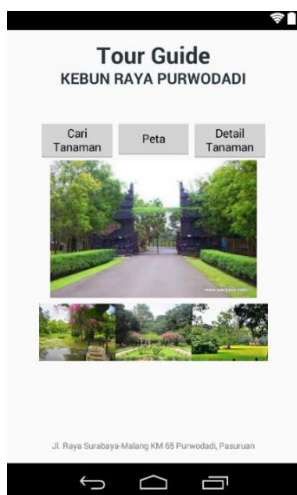 Tour Guide
KEBUN RAYA PURWODADI
Cari
Tanaman
Peta
Detail
Tanaman
Jl. Raya Surabaya-Malang KM 65 Purwodadi, Pasuruan